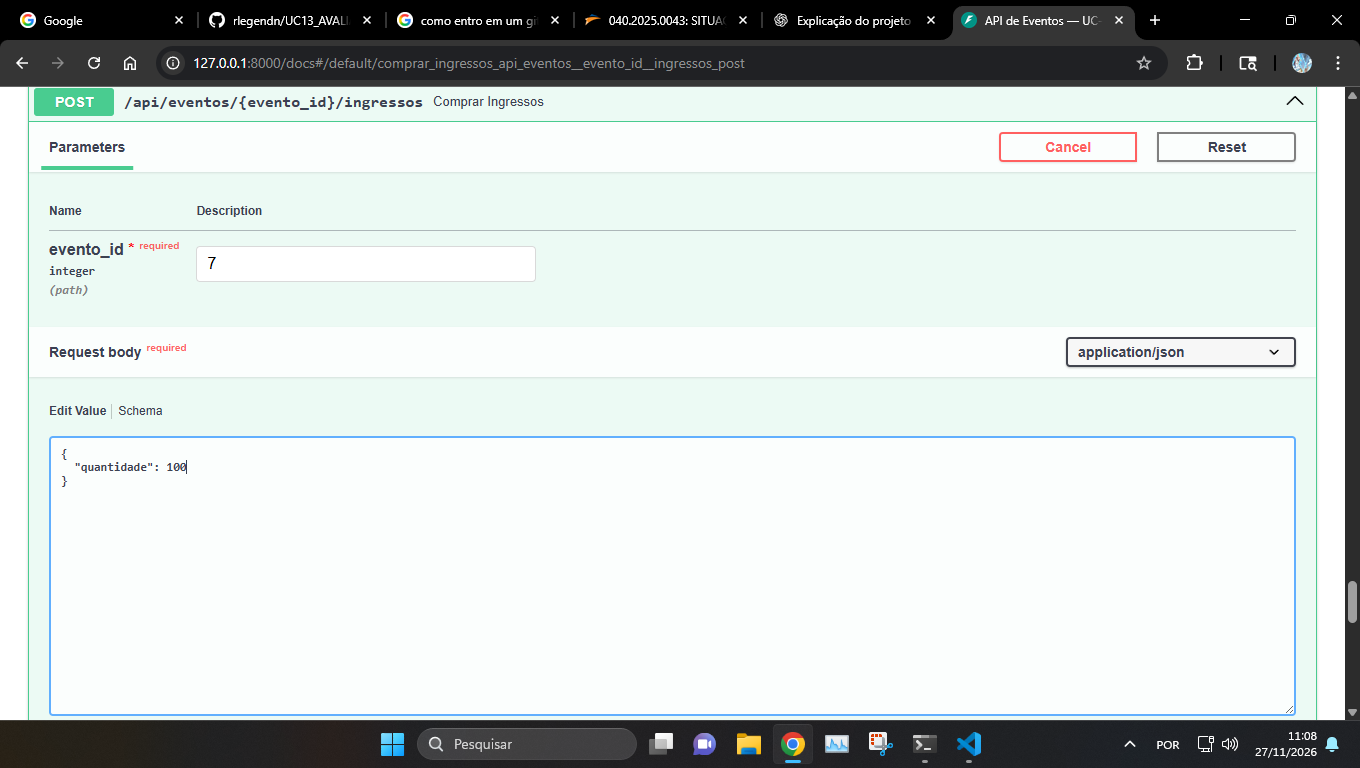 Google
rlegendn/UC13_AVALI
como entro em um gi
040.2025.0043: SITUAC
Explicação do projeto
API de Eventos — UC-
127.0.0.1:8000/docs#/default/comprar_ingressos_api_eventos__evento_id__ingressos_post
POST /api/eventos/{evento_id}/ingressos Comprar Ingressos
Parameters
Cancel
Reset
Name Description
evento_id * required
7
integer
(path)
Request body required
application/json
Edit Value Schema
{
"quantidade": 100
}
Pesquisar
POR
11:08
27/11/2026